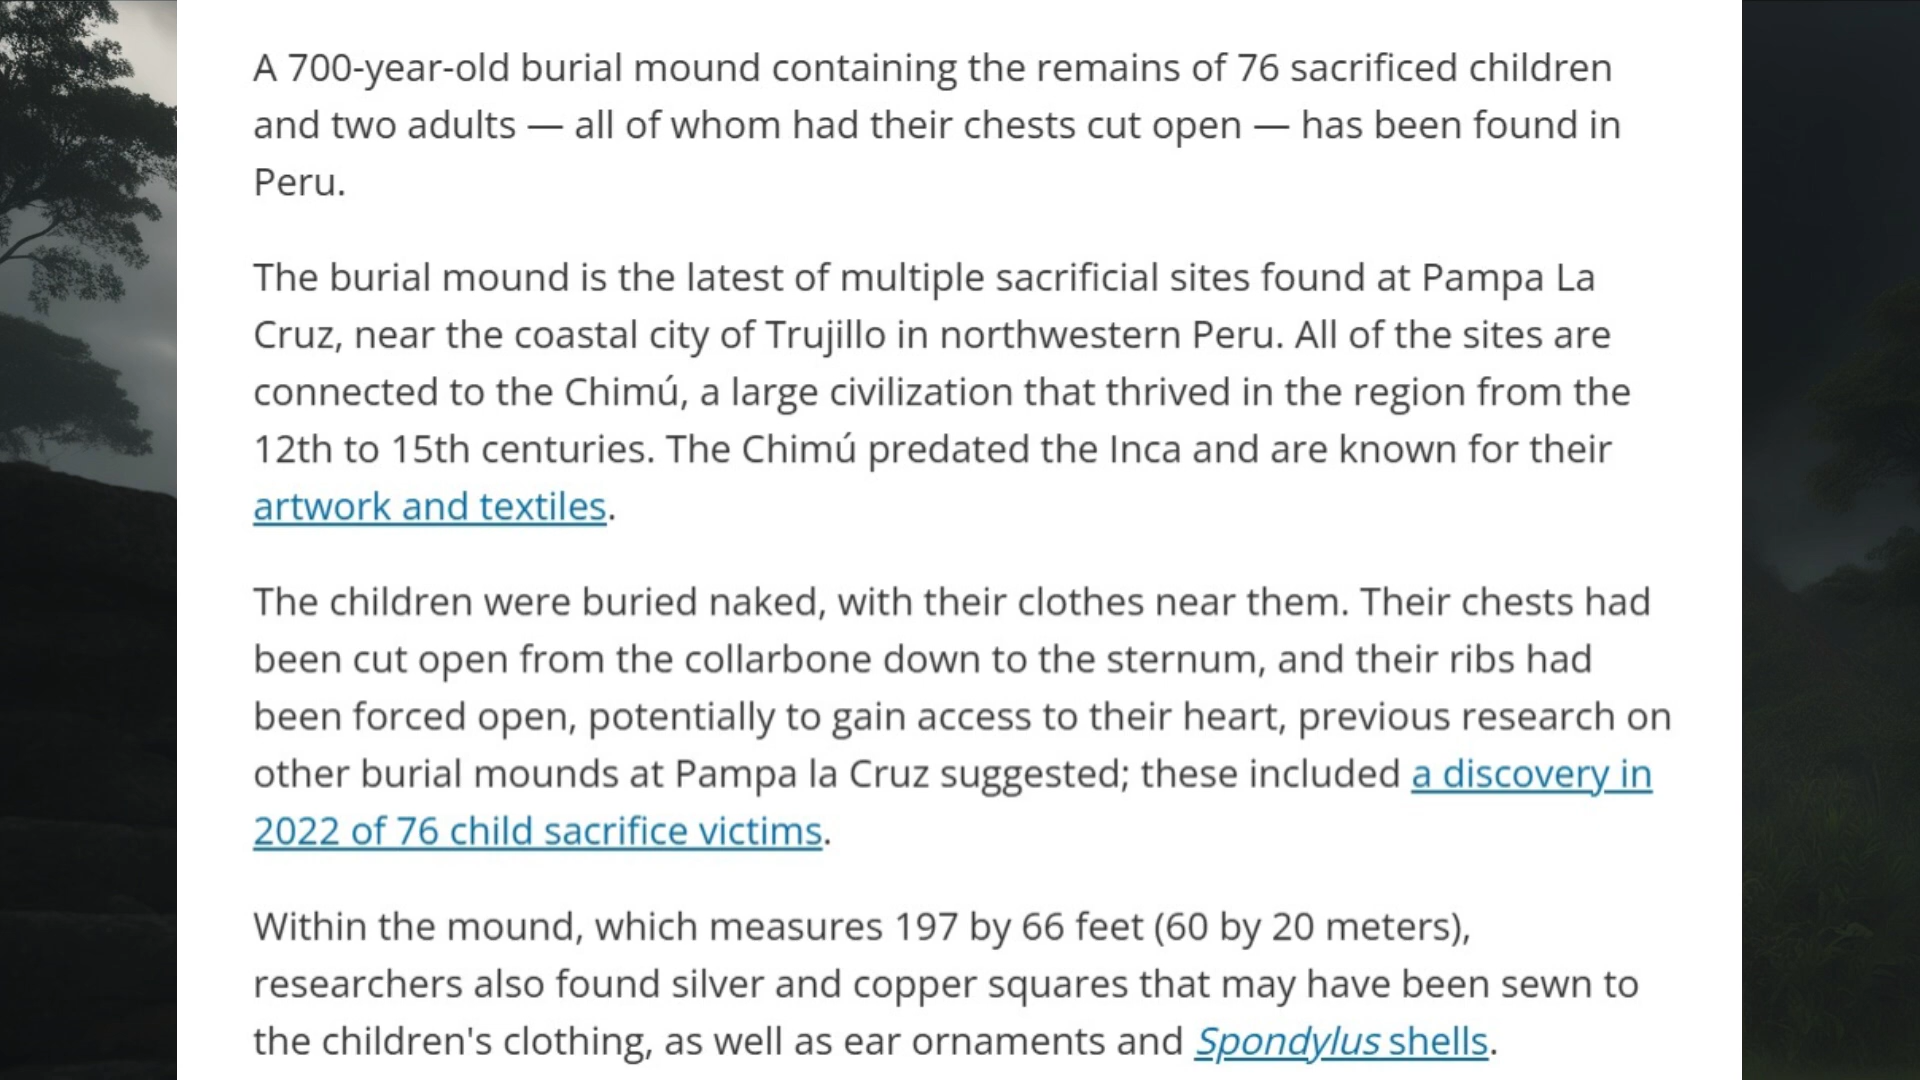 A 700-year-old burial mound containing the remains of 76 sacrificed children
and two adults — all of whom had their chests cut open — has been found in
Peru.
The burial mound is the latest of multiple sacrificial sites found at Pampa La
Cruz, near the coastal city of Trujillo in northwestern Peru. All of the sites are
connected to the Chimú, a large civilization that thrived in the region from the
12th to 15th centuries. The Chimú predated the Inca and are known for their
artwork and textiles.
The children were buried naked, with their clothes near them. Their chests had
been cut open from the collarbone down to the sternum, and their ribs had
been forced open, potentially to gain access to their heart, previous research on
other burial mounds at Pampa la Cruz suggested; these included a discovery in
2022 of 76 child sacrifice victims.
Within the mound, which measures 197 by 66 feet (60 by 20 meters),
researchers also found silver and copper squares that may have been sewn to
the children's clothing, as well as ear ornaments and Spondylus shells.